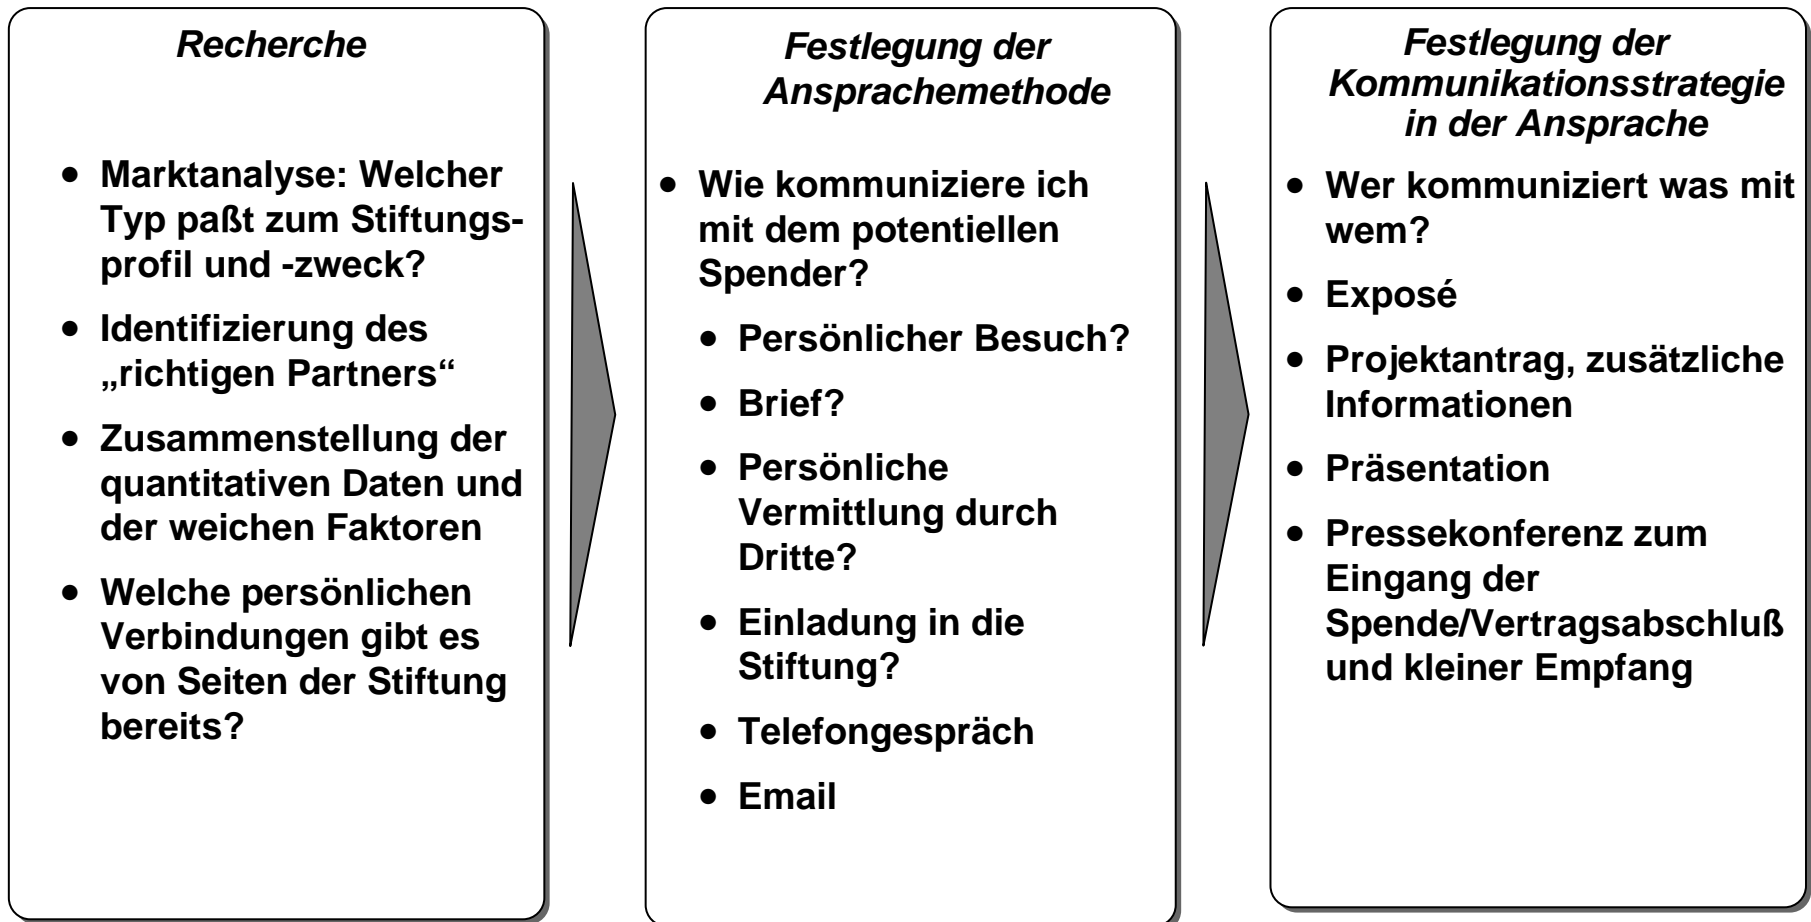 Recherche
• Marktanalyse: Welcher
Typ paßt zum Stiftungs-
profil und -zweck?
• Identifizierung des
„richtigen Partners“
• Zusammenstellung der
quantitativen Daten und
der weichen Faktoren
• Welche persönlichen
Verbindungen gibt es
von Seiten der Stiftung
bereits?
Festlegung der
Ansprachemethode
• Wie kommuniziere ich
mit dem potentiellen
Spender?
• Persönlicher Besuch?
• Brief?
• Persönliche
Vermittlung durch
Dritte?
• Einladung in die
Stiftung?
• Telefongespräch
• Email
Festlegung der
Kommunikationsstrategie
in der Ansprache
• Wer kommuniziert was mit
wem?
• Exposé
• Projektantrag, zusätzliche
Informationen
• Präsentation
• Pressekonferenz zum
Eingang der
Spende/Vertragsabschluß
und kleiner Empfang